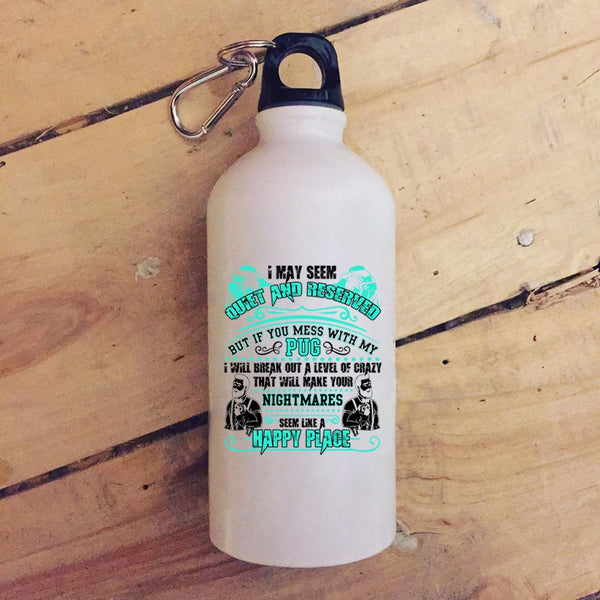 I MAY SEEM
QUIET AND RESERVED
BUT IF YOU MESS WITH MY
PUG
I WILL BREAK OUT A LEVEL OF CRAZY
THAT WILL MAKE YOUR
NIGHTMARES
SEEM LIKE A
HAPPY PLACE